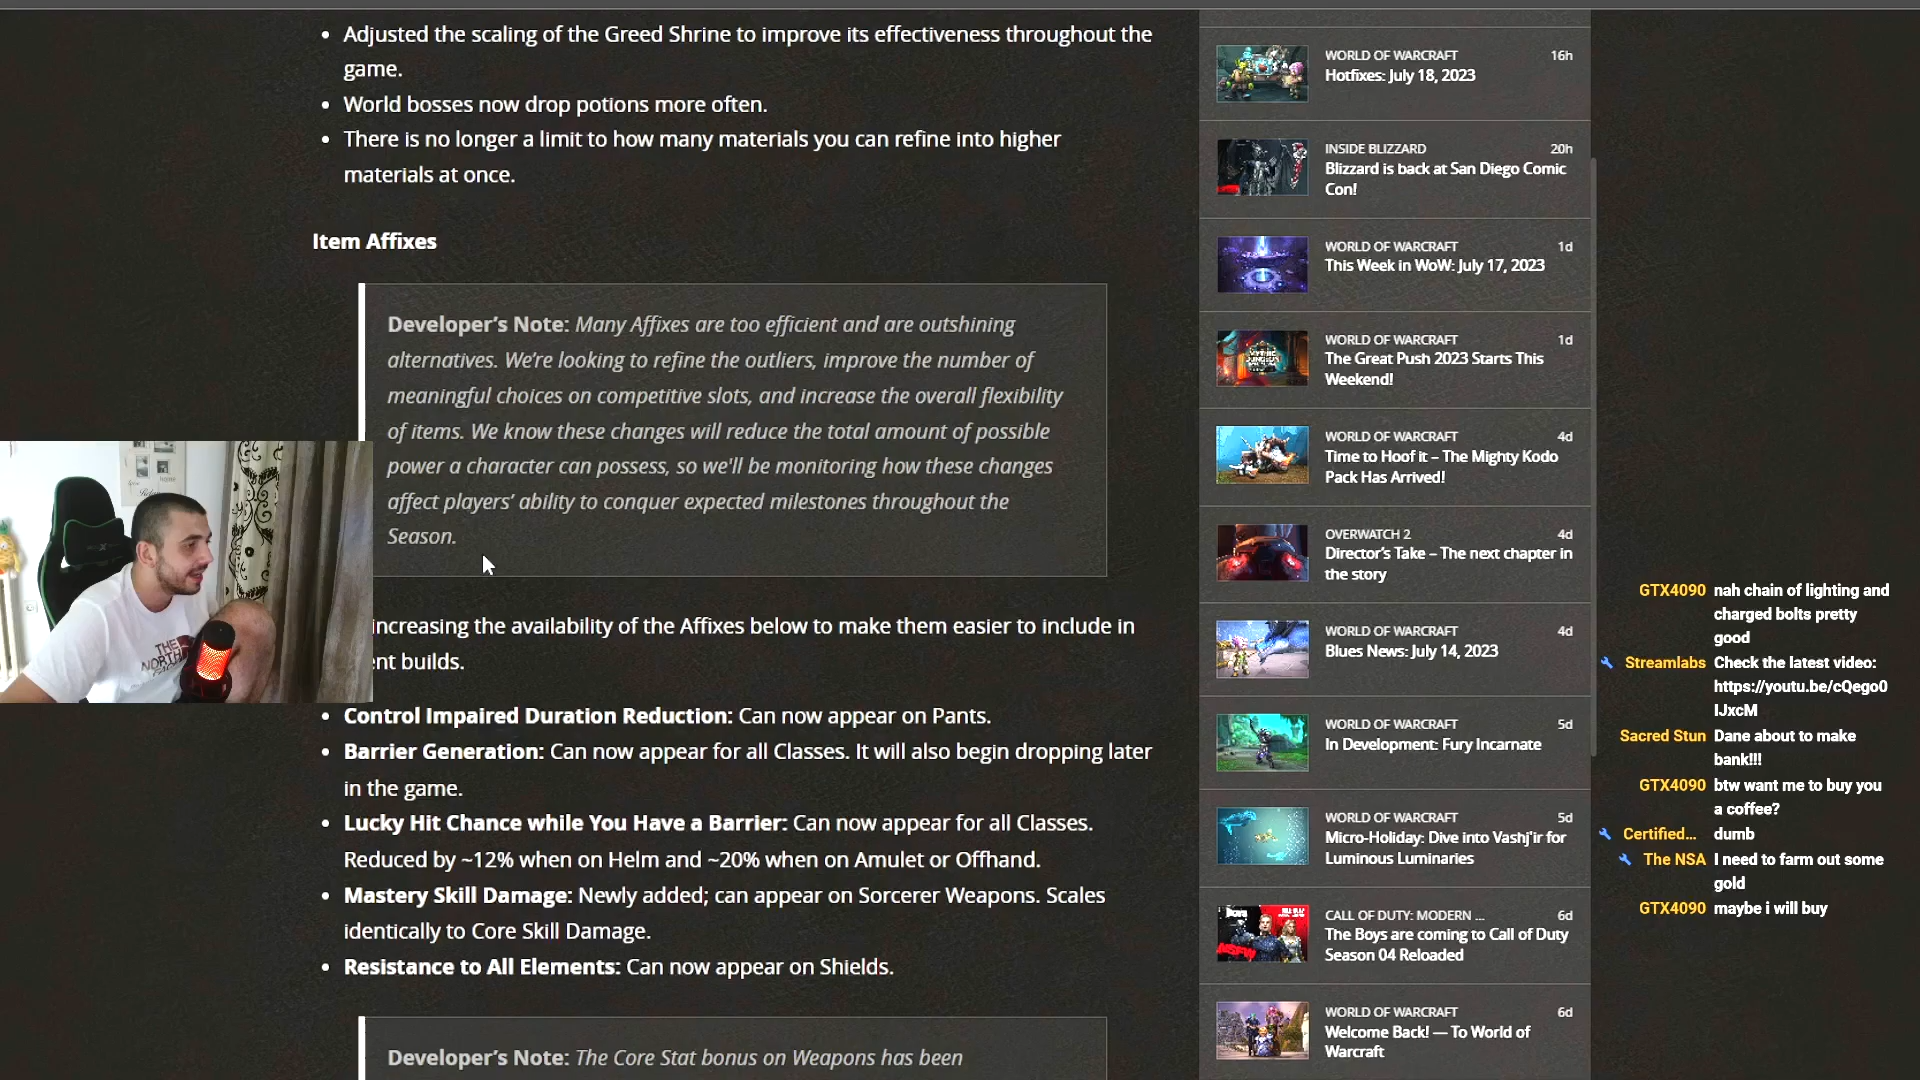 Adjusted the scaling of the Greed Shrine to improve its effectiveness throughout the
game.
World bosses now drop potions more often.
There is no longer a limit to how many materials you can refine into higher
materials at once.
Item Affixes
Developer’s Note: Many Affixes are too efficient and are outshining
alternatives. We’re looking to refine the outliers, improve the number of
meaningful choices on competitive slots, and increase the overall flexibility
of items. We know these changes will reduce the total amount of possible
power a character can possess, so we'll be monitoring how these changes
affect players’ ability to conquer expected milestones throughout the
Season.
increasing the availability of the Affixes below to make them easier to include in
ent builds.
Control Impaired Duration Reduction: Can now appear on Pants.
Barrier Generation: Can now appear for all Classes. It will also begin dropping later
in the game.
Lucky Hit Chance while You Have a Barrier: Can now appear for all Classes.
Reduced by ~12% when on Helm and ~20% when on Amulet or Offhand.
Mastery Skill Damage: Newly added; can appear on Sorcerer Weapons. Scales
identically to Core Skill Damage.
Resistance to All Elements: Can now appear on Shields.
Developer’s Note: The Core Stat bonus on Weapons has been
WORLD OF WARCRAFT 16h
Hotfixes: July 18, 2023
INSIDE BLIZZARD 20h
Blizzard is back at San Diego Comic
Con!
WORLD OF WARCRAFT 1d
This Week in WoW: July 17, 2023
WORLD OF WARCRAFT 1d
The Great Push 2023 Starts This
Weekend!
WORLD OF WARCRAFT 4d
Time to Hoof it – The Mighty Kodo
Pack Has Arrived!
OVERWATCH 2 4d
Director’s Take – The next chapter in
the story
WORLD OF WARCRAFT 4d
Blues News: July 14, 2023
WORLD OF WARCRAFT 5d
In Development: Fury Incarnate
WORLD OF WARCRAFT 5d
Micro-Holiday: Dive into Vashj’ir for
Luminous Luminaries
CALL OF DUTY: MODERN ... 6d
The Boys are coming to Call of Duty
Season 04 Reloaded
WORLD OF WARCRAFT 6d
Welcome Back! — To World of
Warcraft
GTX4090 nah chain of lighting and
charged bolts pretty
good
Streamlabs Check the latest video:
https://youtu.be/cQego0
IJxcM
Sacred Stun Dane about to make
bank!!!
GTX4090 btw want me to buy you
a coffee?
Certified... dumb
The NSA I need to farm out some
gold
GTX4090 maybe i will buy
THE
NORTH